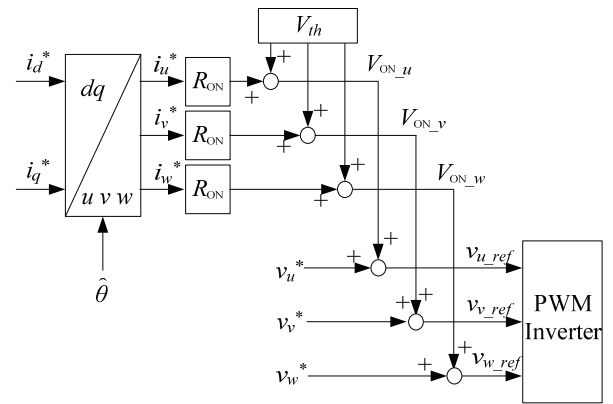 V_th
+ + +
i_d* dq i_u* R_ON + V_ON_u
i_v* R_ON + V_ON_v
i_q* u v w i_w* R_ON + V_ON_w
θ̂
v_u* + + v_u_ref
v_v* + + v_v_ref
v_w* + + v_w_ref
PWM
Inverter